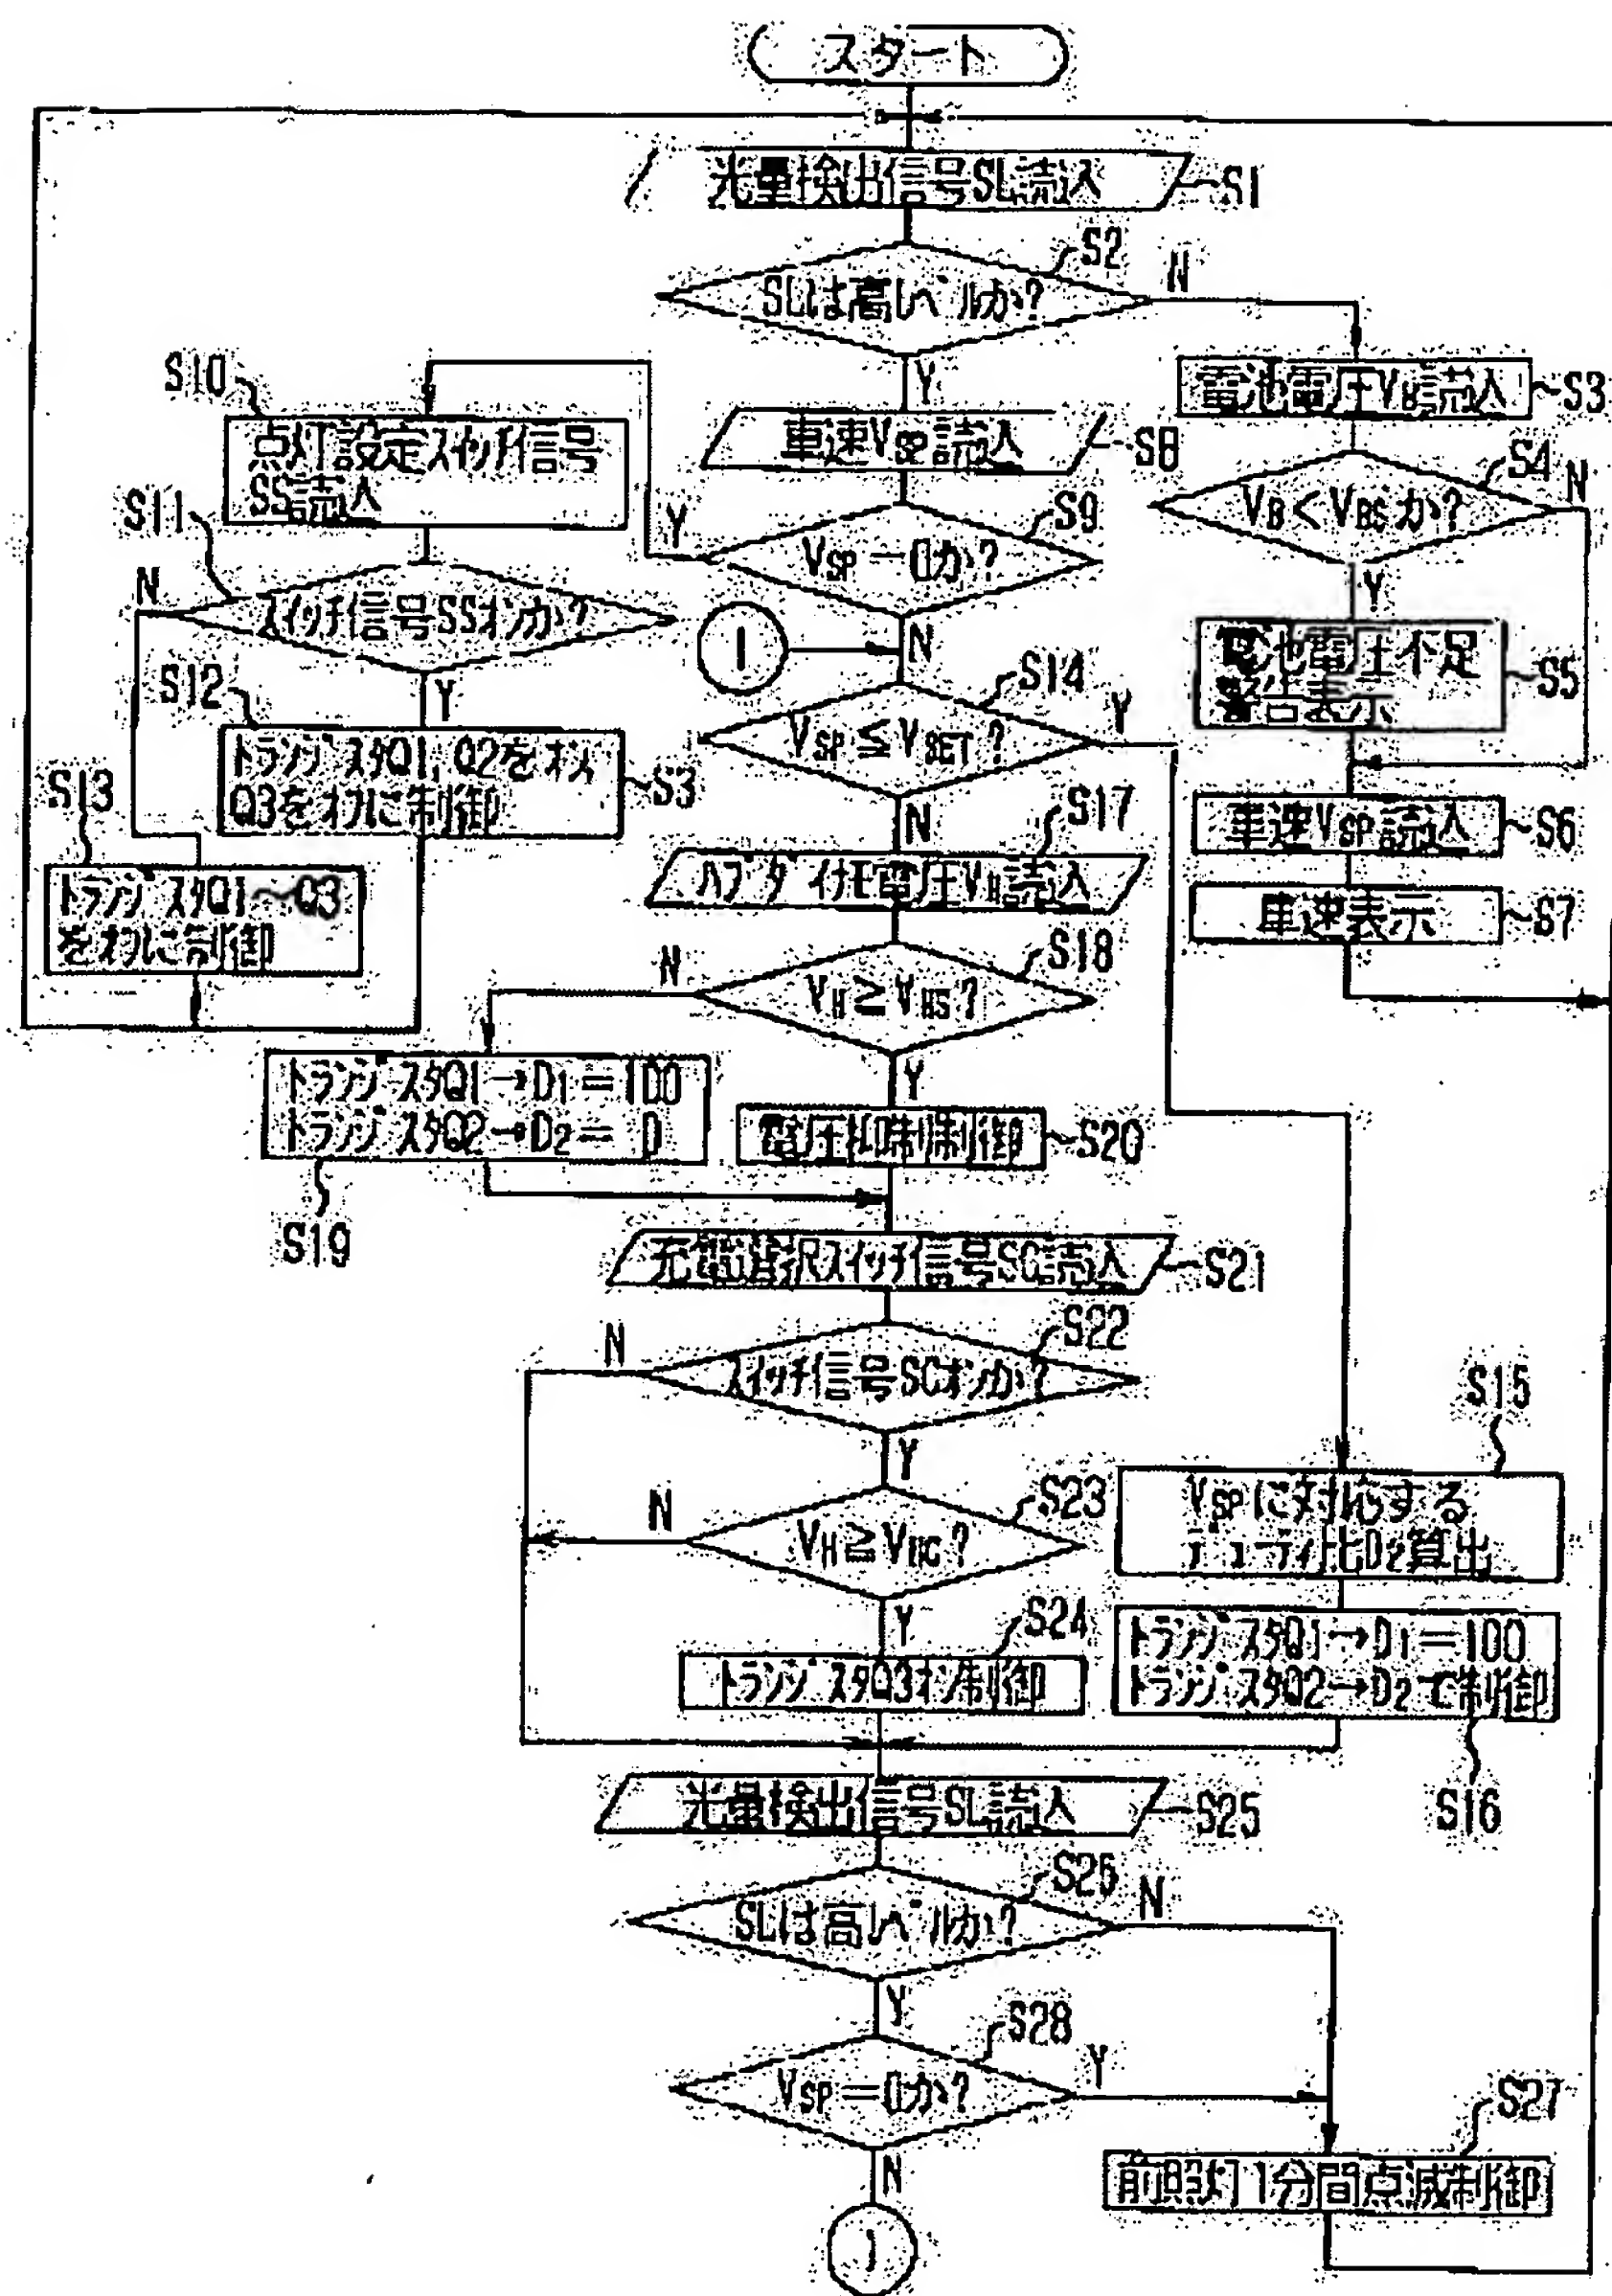 スタート
光量検出信号SL読入
S1
S2
SLは高レベルか?
N
Y
電池電圧VB読入
S3
S10
点灯設定スイッチ信号
SS読入
車速VSP読入
S8
S4
VB<VBSか?
N
Y
S11
S9
VSP=0か?
Y
N
スイッチ信号SSオンか?
N
Y
1
電池電圧不足
警告表示
S5
S12
トランジスタQ1,Q2をオン,
Q3をオフに制御
S3
S14
VSP≦VSET?
Y
N
S13
トランジスタQ1~Q3
をオフに制御
S17
ハブダイナモ電圧VH読入
車速VSP読入
S6
車速表示
S7
S18
VH≧VHS?
N
Y
トランジスタQ1→D1=100
トランジスタQ2→D2= 0
S19
電圧抑制制御
S20
充電選択スイッチ信号SC読入
S21
S22
スイッチ信号SCオンか?
N
Y
S15
VSPに対応する
デューティ比D2算出
S23
VH≧VHC?
N
Y
S24
トランジスタQ3オン制御
トランジスタQ1→D1=100
トランジスタQ2→D2で制御
S16
光量検出信号SL読入
S25
S26
SLは高レベルか?
N
Y
S28
VSP=0か?
Y
N
S27
前照灯1分間点滅制御
1